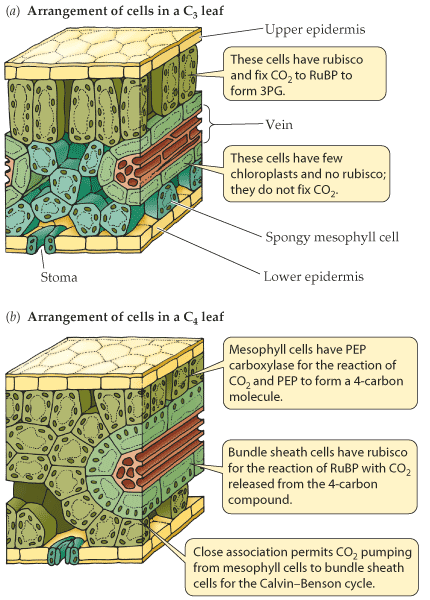 (a) Arrangement of cells in a C3 leaf
Upper epidermis
These cells have rubisco
and fix CO2 to RuBP to
form 3PG.
Vein
These cells have few
chloroplasts and no rubisco;
they do not fix CO2.
Spongy mesophyll cell
Stoma
Lower epidermis
(b) Arrangement of cells in a C4 leaf
Mesophyll cells have PEP
carboxylase for the reaction of
CO2 and PEP to form a 4-carbon
molecule.
Bundle sheath cells have rubisco
for the reaction of RuBP with CO2
released from the 4-carbon
compound.
Close association permits CO2 pumping
from mesophyll cells to bundle sheath
cells for the Calvin–Benson cycle.